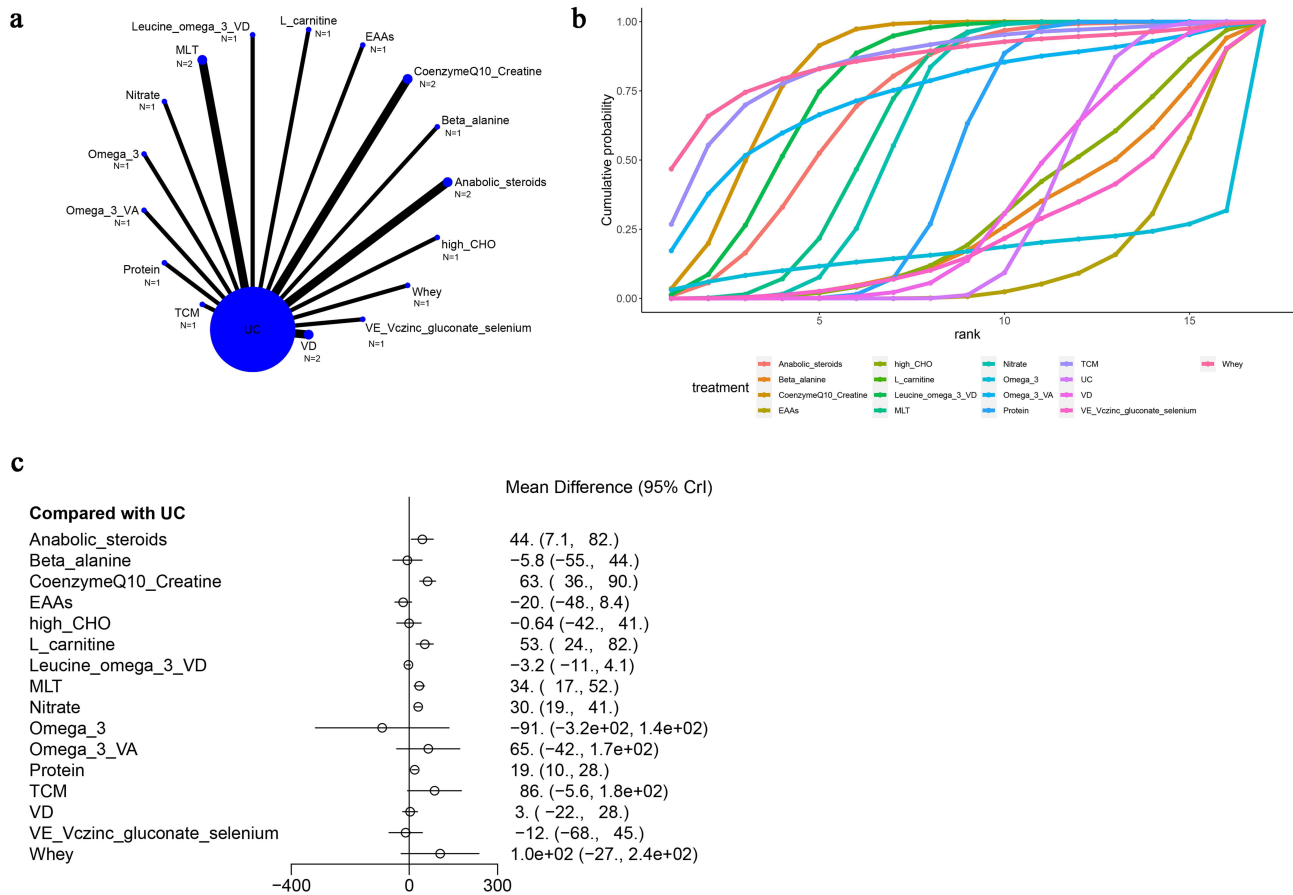 a
Leucine_omega_3_VD
N=1
L_carnitine
N=1
EAAs
N=1
MLT
N=2
CoenzymeQ10_Creatine
N=2
Nitrate
N=1
Beta_alanine
N=1
Omega_3
N=1
Anabolic_steroids
N=2
Omega_3_VA
N=1
high_CHO
N=1
Protein
N=1
Whey
N=1
TCM
N=1
UC
VE_Vczinc_gluconate_selenium
N=1
VD
N=2
b
Cumulative probability
1.00
0.75
0.50
0.25
0.00
5 10 15
rank
treatment
Anabolic_steroids high_CHO Nitrate TCM Whey
Beta_alanine L_carnitine Omega_3 UC
CoenzymeQ10_Creatine Leucine_omega_3_VD Omega_3_VA VD
EAAs MLT Protein VE_Vczinc_gluconate_selenium
c
Mean Difference (95% CrI)
Compared with UC
Anabolic_steroids 44. (7.1, 82.)
Beta_alanine −5.8 (−55., 44.)
CoenzymeQ10_Creatine 63. ( 36., 90.)
EAAs −20. (−48., 8.4)
high_CHO −0.64 (−42., 41.)
L_carnitine 53. ( 24., 82.)
Leucine_omega_3_VD −3.2 ( −11., 4.1)
MLT 34. ( 17., 52.)
Nitrate 30. (19., 41.)
Omega_3 −91. (−3.2e+02, 1.4e+02)
Omega_3_VA 65. (−42., 1.7e+02)
Protein 19. (10., 28.)
TCM 86. (−5.6, 1.8e+02)
VD 3. ( −22., 28.)
VE_Vczinc_gluconate_selenium −12. (−68., 45.)
Whey 1.0e+02 (−27., 2.4e+02)
−400 0 300